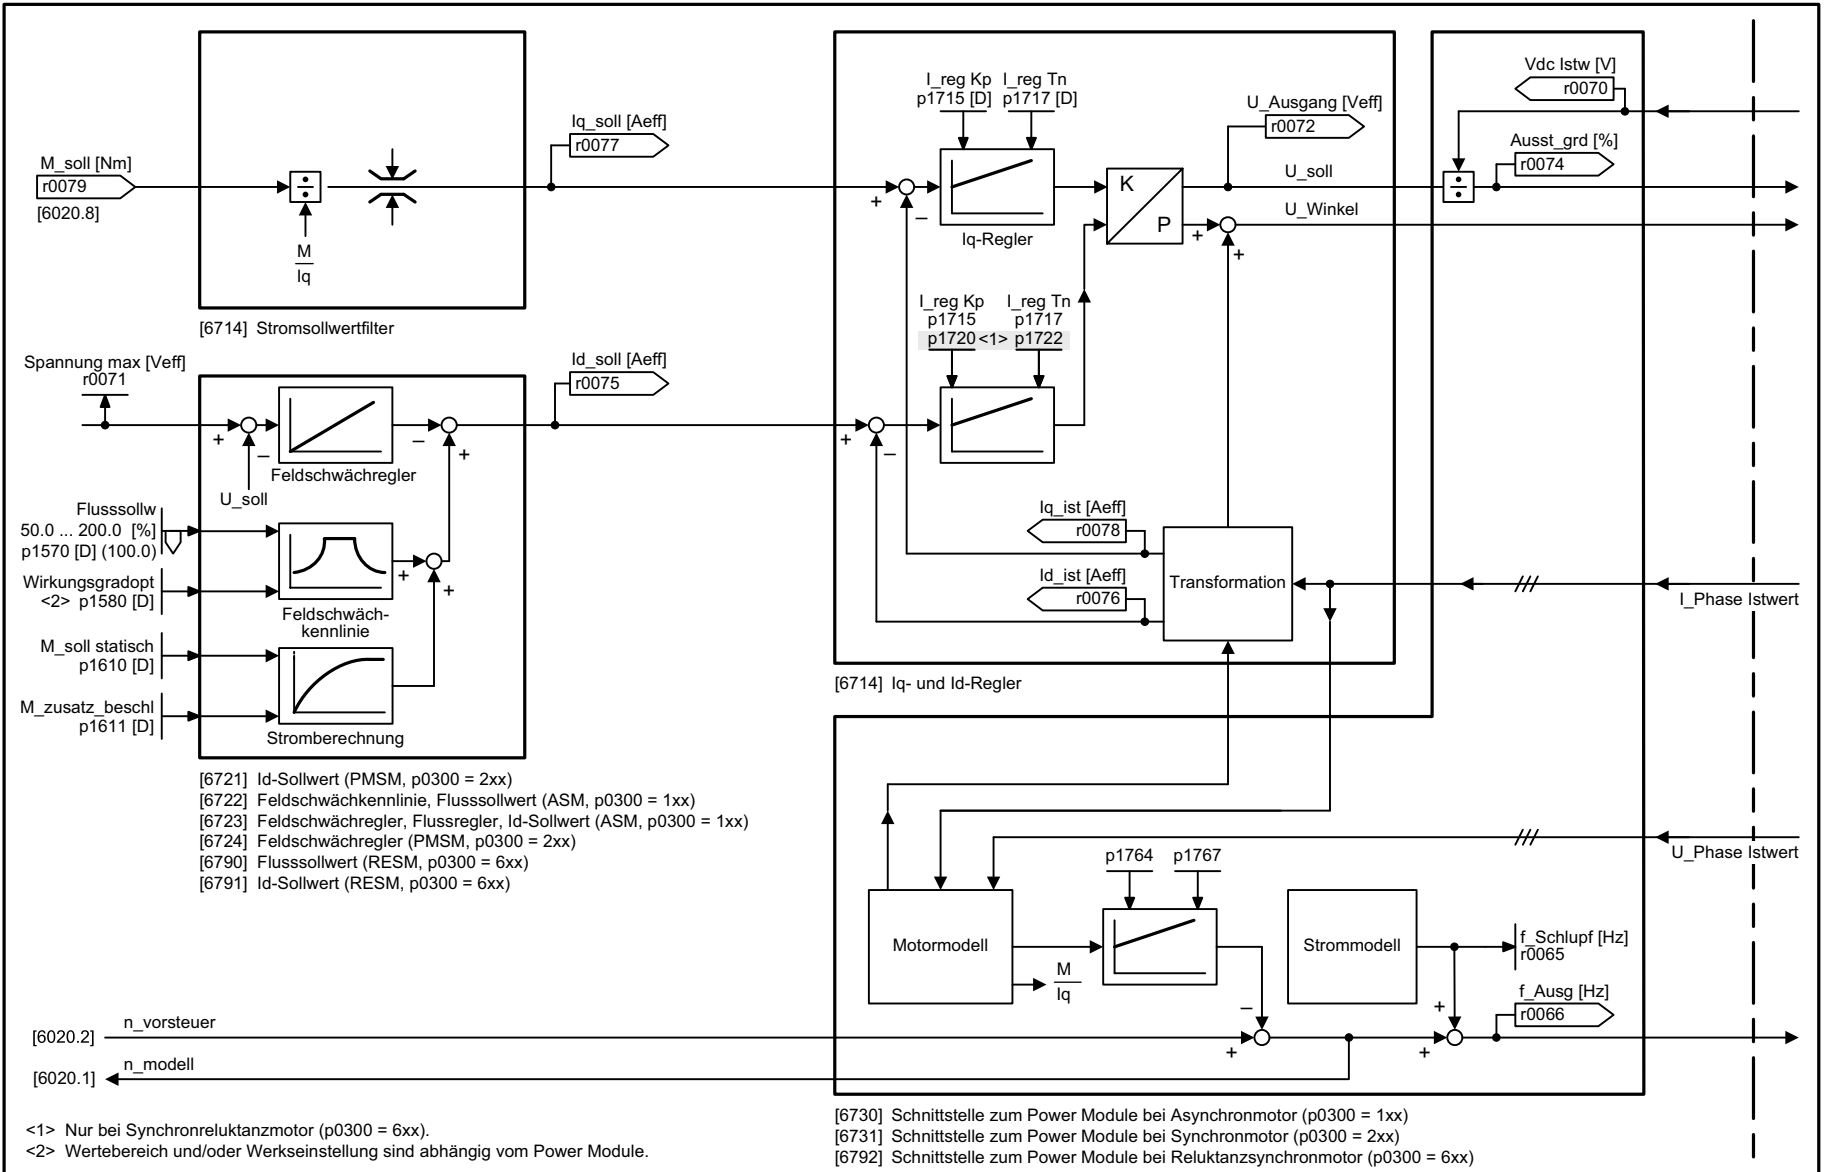 M_soll [Nm]
r0079
[6020.8]
÷
M
Iq
[6714] Stromsollwertfilter
Iq_soll [Aeff]
r0077
Spannung max [Veff]
r0071
+
−
U_soll
Feldschwächregler
−
+
Id_soll [Aeff]
r0075
Flusssollw
50.0 ... 200.0 [%]
p1570 [D] (100.0)
Wirkungsgradopt
<2> p1580 [D]
Feldschwäch-
kennlinie
+
+
M_soll statisch
p1610 [D]
M_zusatz_beschl
p1611 [D]
Stromberechnung
[6721] Id-Sollwert (PMSM, p0300 = 2xx)
[6722] Feldschwächkennlinie, Flusssollwert (ASM, p0300 = 1xx)
[6723] Feldschwächregler, Flussregler, Id-Sollwert (ASM, p0300 = 1xx)
[6724] Feldschwächregler (PMSM, p0300 = 2xx)
[6790] Flusssollwert (RESM, p0300 = 6xx)
[6791] Id-Sollwert (RESM, p0300 = 6xx)
I_reg Kp
p1715 [D]
I_reg Tn
p1717 [D]
+
−
Iq-Regler
K
P
U_Ausgang [Veff]
r0072
U_soll
U_Winkel
+
+
I_reg Kp
p1715
p1720
<1>
I_reg Tn
p1717
p1722
+
−
Iq_ist [Aeff]
r0078
Id_ist [Aeff]
r0076
Transformation
[6714] Iq- und Id-Regler
Vdc Istw [V]
r0070
Ausst_grd [%]
r0074
÷
I_Phase Istwert
U_Phase Istwert
p1764
p1767
Motormodell
M
Iq
Strommodell
f_Schlupf [Hz]
r0065
f_Ausg [Hz]
r0066
−
+
+
+
[6020.2]
n_vorsteuer
[6020.1]
n_modell
<1> Nur bei Synchronreluktanzmotor (p0300 = 6xx).
<2> Wertebereich und/oder Werkseinstellung sind abhängig vom Power Module.
[6730] Schnittstelle zum Power Module bei Asynchronmotor (p0300 = 1xx)
[6731] Schnittstelle zum Power Module bei Synchronmotor (p0300 = 2xx)
[6792] Schnittstelle zum Power Module bei Reluktanzsynchronmotor (p0300 = 6xx)